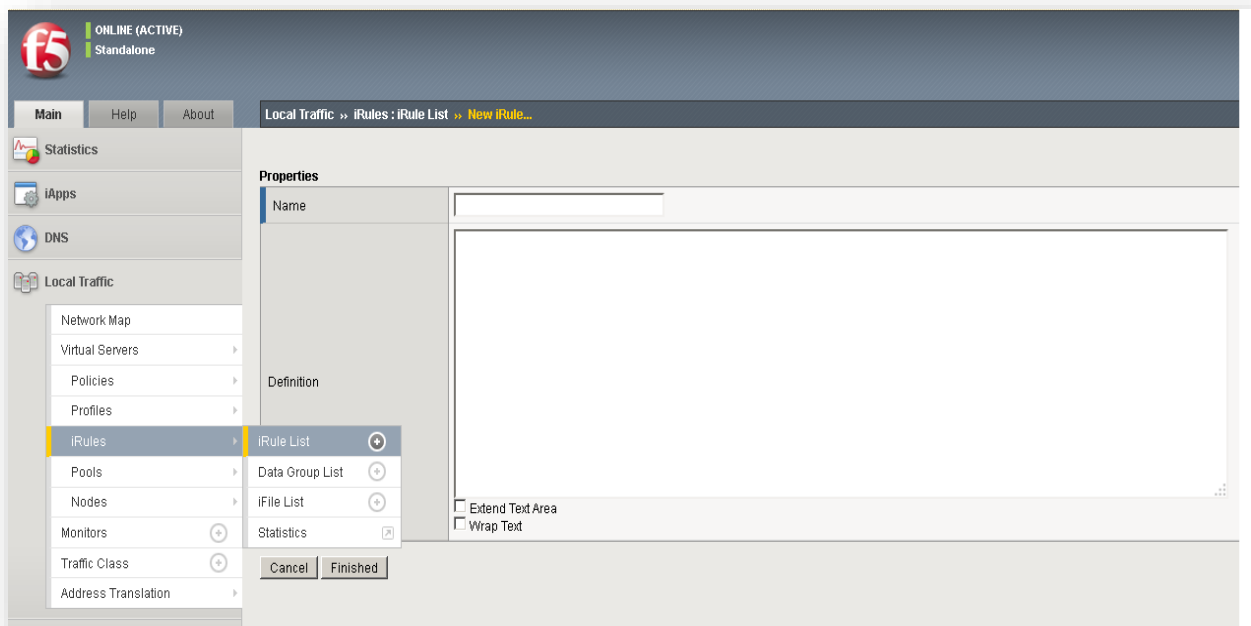 f5
ONLINE (ACTIVE)
Standalone
Main
Help
About
Local Traffic ›› iRules : iRule List ›› New iRule...
Statistics
iApps
DNS
Local Traffic
Network Map
Virtual Servers
Policies
Profiles
iRules
Pools
Nodes
Monitors
Traffic Class
Address Translation
iRule List
Data Group List
iFile List
Statistics
Properties
Name
Definition
Extend Text Area
Wrap Text
Cancel
Finished